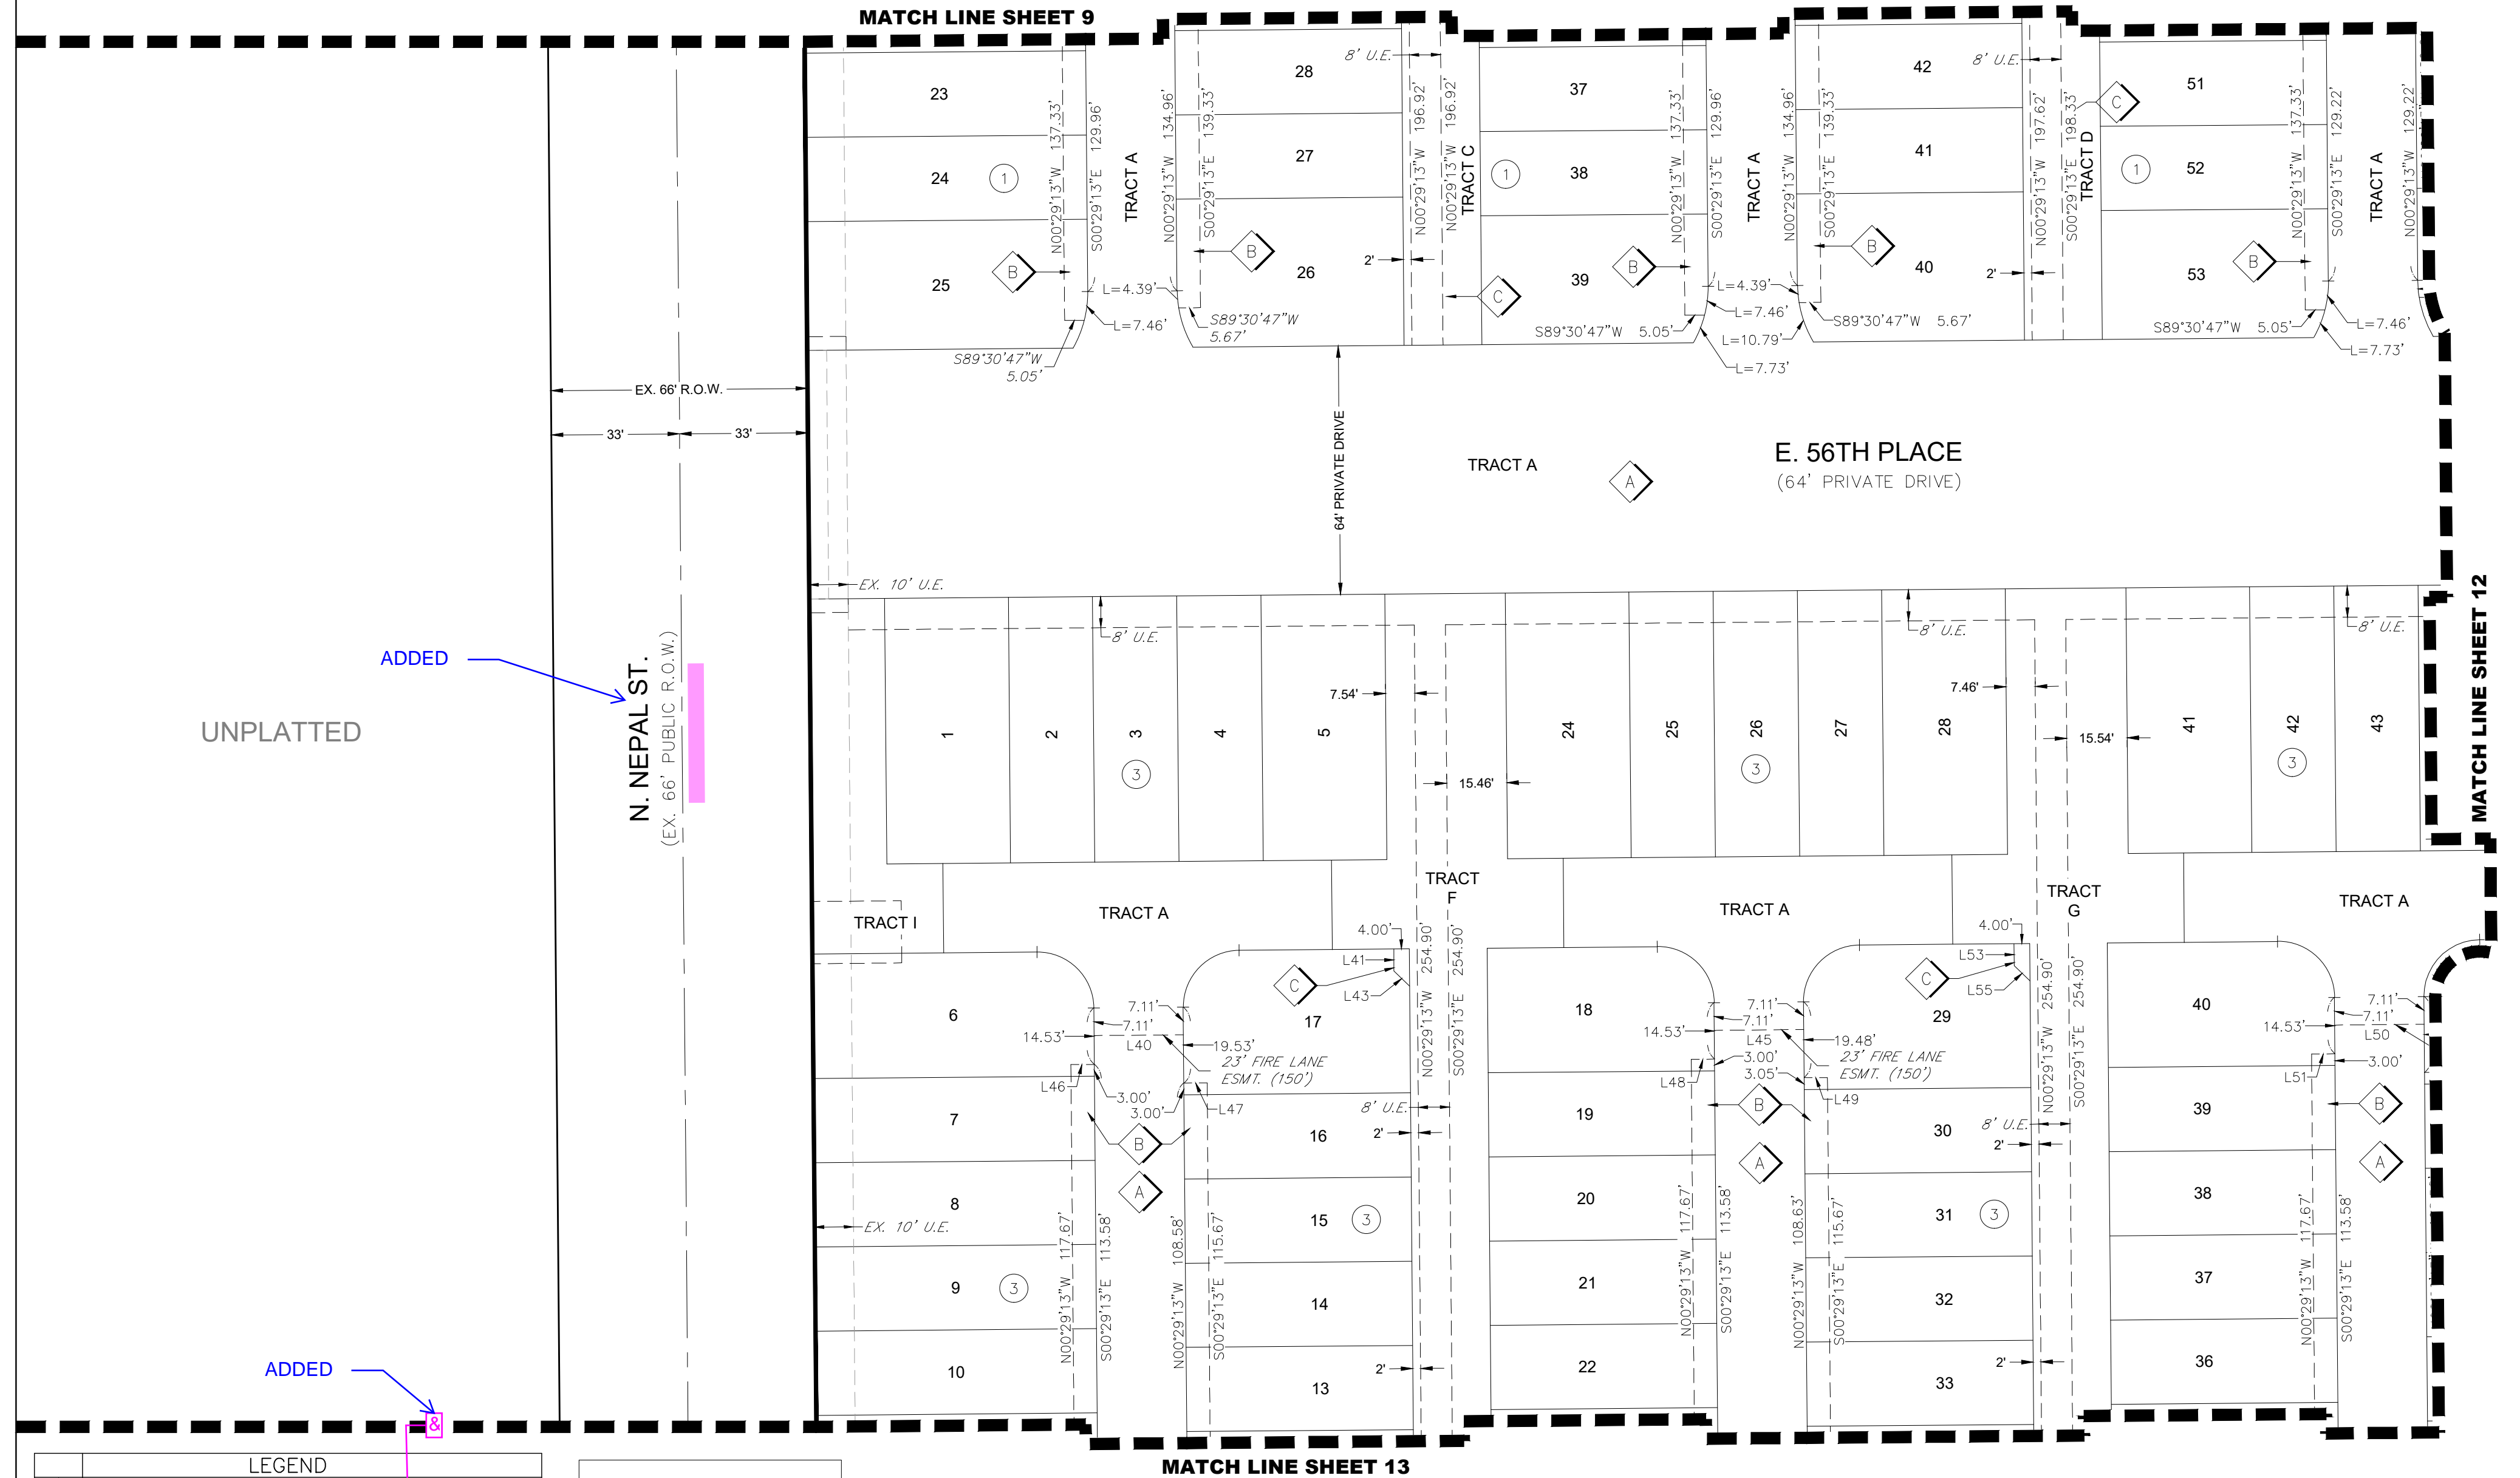 MATCH LINE SHEET 9
23
24
1
25
B
N00°29'13"W 137.33'
S00°29'13"E 129.96'
TRACT A
N00°29'13"W 134.96'
S00°29'13"E 139.33'
L=4.39'
L=7.46'
S89°30'47"W
5.05'
28
27
26
B
S89°30'47"W
5.67'
8' U.E.
2'
N00°29'13"W 196.92'
N00°29'13"W 196.92'
TRACT C
C
37
38
1
39
B
N00°29'13"W 137.33'
S00°29'13"E 129.96'
TRACT A
N00°29'13"W 134.96'
S00°29'13"E 139.33'
L=4.39'
L=7.46'
S89°30'47"W 5.05'
L=10.79'
L=7.73'
42
41
40
B
S89°30'47"W 5.67'
8' U.E.
2'
N00°29'13"W 197.62'
S00°29'13"E 198.33'
TRACT D
C
51
1
52
53
B
N00°29'13"W 137.33'
S00°29'13"E 129.22'
TRACT A
N00°29'13"W 129.22'
S89°30'47"W 5.05'
L=7.46'
L=7.73'
EX. 66' R.O.W.
33'
33'
64' PRIVATE DRIVE
TRACT A
A
E. 56TH PLACE
(64' PRIVATE DRIVE)
EX. 10' U.E.
MATCH LINE SHEET 12
ADDED
N. NEPAL ST.
(EX. 66' PUBLIC R.O.W.)
UNPLATTED
8' U.E.
8' U.E.
8' U.E.
1
2
3
3
4
5
7.54'
15.46'
24
25
26
3
27
28
7.46'
15.54'
41
42
3
43
TRACT I
TRACT A
TRACT
F
TRACT A
TRACT
G
TRACT A
6
7
8
9
3
10
EX. 10' U.E.
14.53'
7.11'
7.11'
L40
L46
3.00'
3.00'
L47
19.53'
23' FIRE LANE
ESMT. (150')
B
A
N00°29'13"W 117.67'
S00°29'13"E 113.58'
N00°29'13"W 108.58'
S00°29'13"E 115.67'
4.00'
L41
L43
C
17
16
15
3
14
13
8' U.E.
2'
2'
N00°29'13"W 254.90'
S00°29'13"E 254.90'
18
19
20
21
22
14.53'
7.11'
7.11'
L45
L48
3.00'
3.05'
L49
19.48'
23' FIRE LANE
ESMT. (150')
B
A
N00°29'13"W 117.67'
S00°29'13"E 113.58'
N00°29'13"W 108.63'
S00°29'13"E 115.67'
4.00'
L53
L55
C
29
30
31
3
32
33
8' U.E.
2'
2'
N00°29'13"W 254.90'
S00°29'13"E 254.90'
40
39
38
37
36
14.53'
7.11'
7.11'
L50
L51
3.00'
B
A
N00°29'13"W 117.67'
S00°29'13"E 113.58'
ADDED
&
LEGEND
MATCH LINE SHEET 13